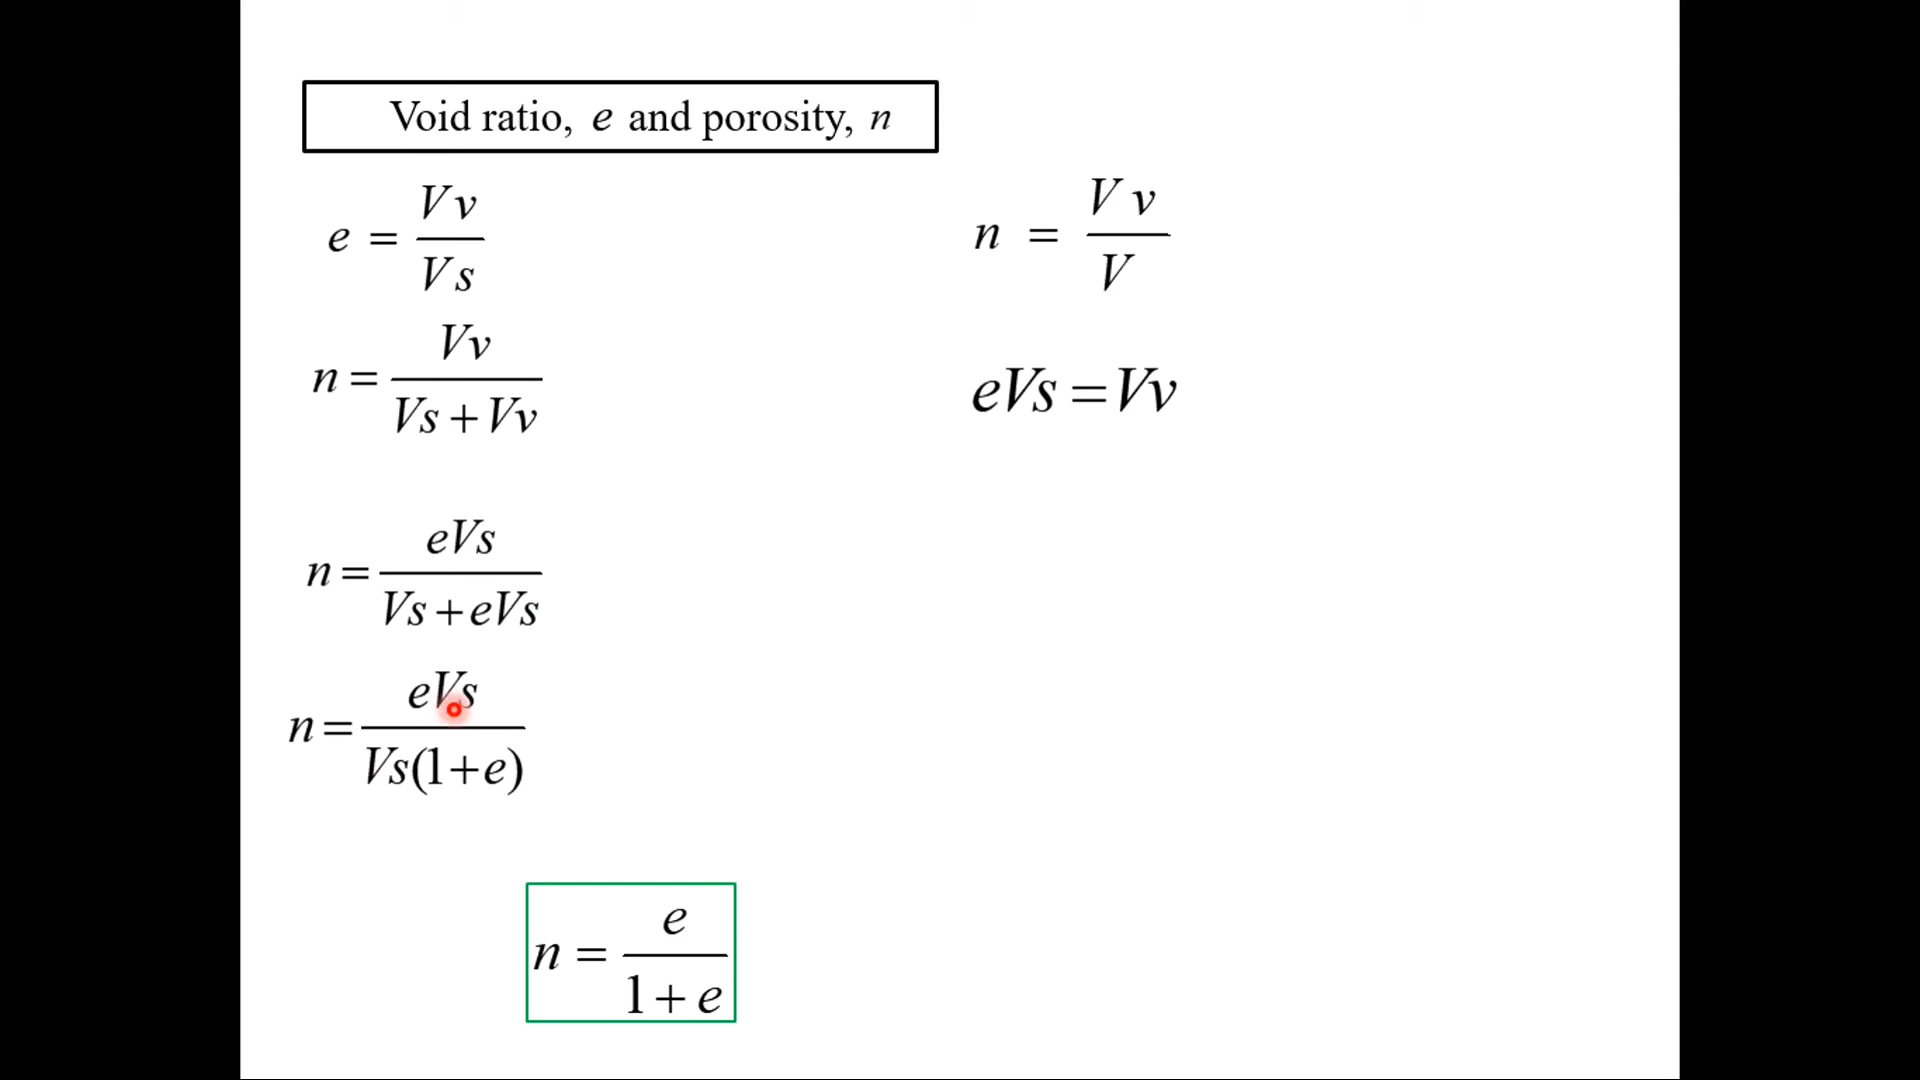 Void ratio, e and porosity, n
e = Vv / Vs
n = Vv / V
n = Vv / Vs + Vv
eVs = Vv
n = eVs / Vs + eVs
n = eVs / Vs(1+e)
n = e / 1 + e